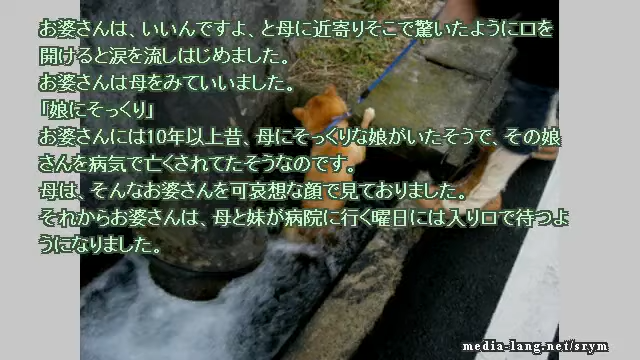 お婆さんは、いいんですよ、と母に近寄りそこで驚いたように口を
開けると涙を流しはじめました。
お婆さんは母をみていいました。
「娘にそっくり」
お婆さんには10年以上昔、母にそっくりな娘がいたそうで、その娘
さんを病気で亡くされてたそうなのです。
母は、そんなお婆さんを可哀想な顔で見ておりました。
それからお婆さんは、母と妹が病院に行く曜日には入り口で待つよ
うになりました。
media-lang.net/srym